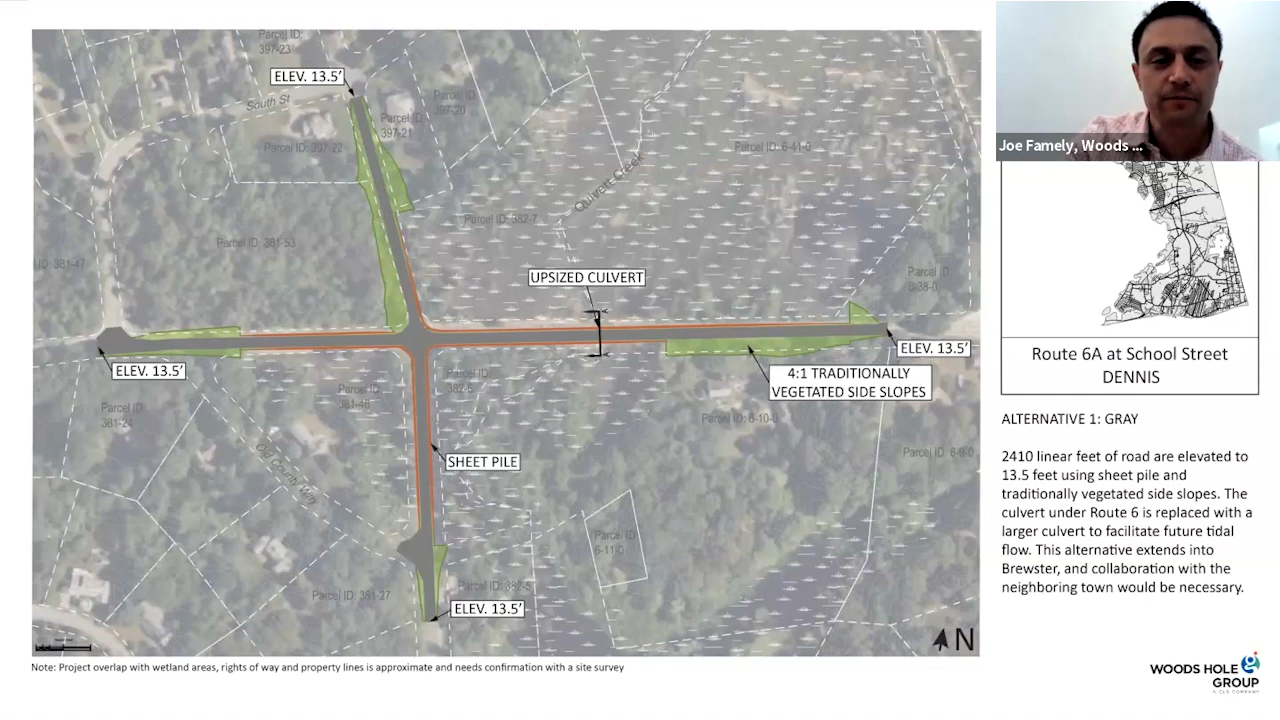 Parcel ID:
397-23
ELEV. 13.5'
South St
Parcel ID:
397-20
Parcel ID:
397-21
Parcel ID: 397-22
Parcel ID: 6-41-0
Quivett Creek
Parcel ID: 382-7
Parcel ID: 381-53
ID: 381-47
UPSIZED CULVERT
Parcel ID:
6-38-0
ELEV. 13.5'
ELEV. 13.5'
4:1 TRADITIONALLY
VEGETATED SIDE SLOPES
Parcel ID:
Parcel ID:
381-46
Parcel ID:
381-24
Parcel ID: 6-10-0
Parcel ID: 6-9-0
SHEET PILE
Old County Way
Parcel ID:
6-11-0
Parcel ID: 382-5
Parcel ID: 381-27
ELEV. 13.5'
N
Note: Project overlap with wetland areas, rights of way and property lines is approximate and needs confirmation with a site survey
Joe Famely, Woods ...
Route 6A at School Street
DENNIS
ALTERNATIVE 1: GRAY
2410 linear feet of road are elevated to
13.5 feet using sheet pile and
traditionally vegetated side slopes. The
culvert under Route 6 is replaced with a
larger culvert to facilitate future tidal
flow. This alternative extends into
Brewster, and collaboration with the
neighboring town would be necessary.
WOODS HOLE
GROUP
A CLS COMPANY